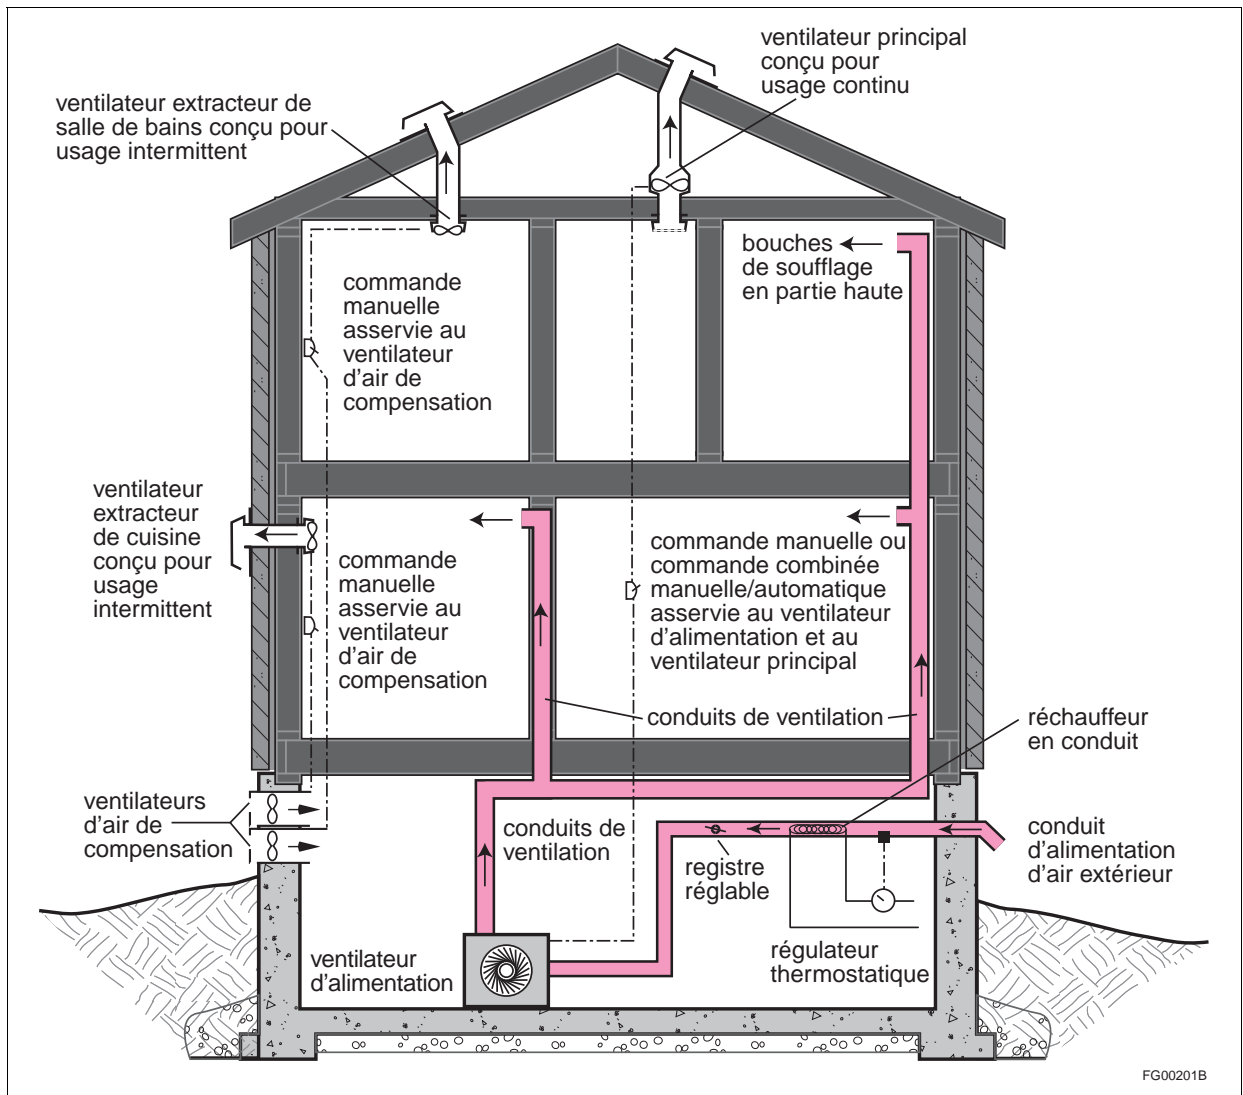 ventilateur principal
conçu pour
usage continu
ventilateur extracteur de
salle de bains conçu pour
usage intermittent
bouches
de soufflage
en partie haute
commande
manuelle
asservie au
ventilateur
d'air de
compensation
ventilateur
extracteur
de cuisine
conçu pour
usage
intermittent
commande
manuelle
asservie au
ventilateur
d'air de
compensation
commande manuelle ou
commande combinée
manuelle/automatique
asservie au ventilateur
d'alimentation et au
ventilateur principal
conduits de ventilation
réchauffeur
en conduit
ventilateurs
d'air de
compensation
conduits de
ventilation
registre
réglable
conduit
d'alimentation
d'air extérieur
ventilateur
d'alimentation
régulateur
thermostatique
FG00201B